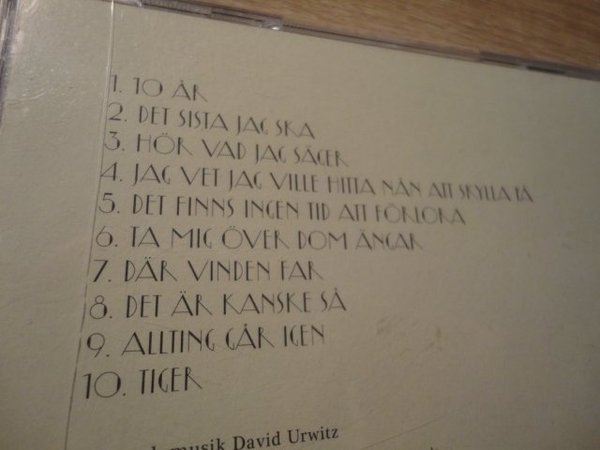 1. 10 ÅR
2. DET SISTA JAG SKA
3. HÖR VAD JAG SÄGER
4. JAG VET JAG VILLE HITTA NÅN ATT SKYLLA PÅ
5. DET FINNS INGEN TID ATT FÖRLORA
6. TA MIG ÖVER DOM ÄNGAR
7. DÄR VINDEN FAR
8. DET ÄR KANSKE SÅ
9. ALLTING GÅR IGEN
10. TIGER
musik David Urwitz